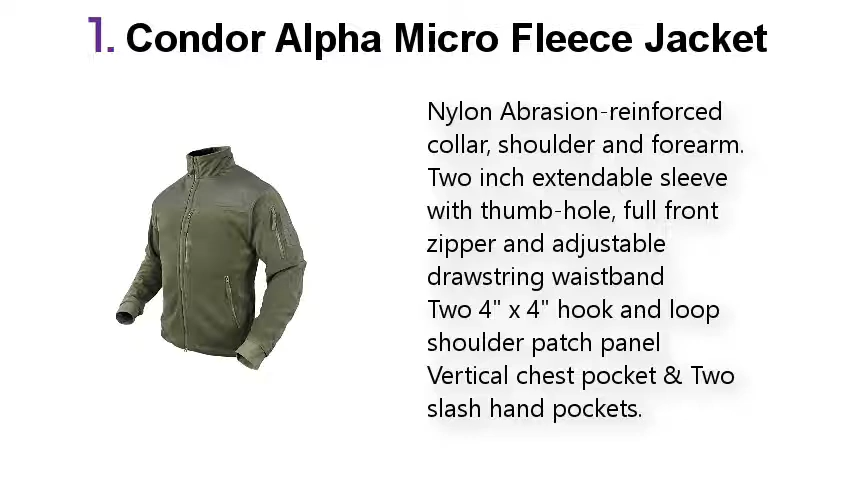 1. Condor Alpha Micro Fleece Jacket
Nylon Abrasion-reinforced
collar, shoulder and forearm.
Two inch extendable sleeve
with thumb-hole, full front
zipper and adjustable
drawstring waistband
Two 4" x 4" hook and loop
shoulder patch panel
Vertical chest pocket & Two
slash hand pockets.